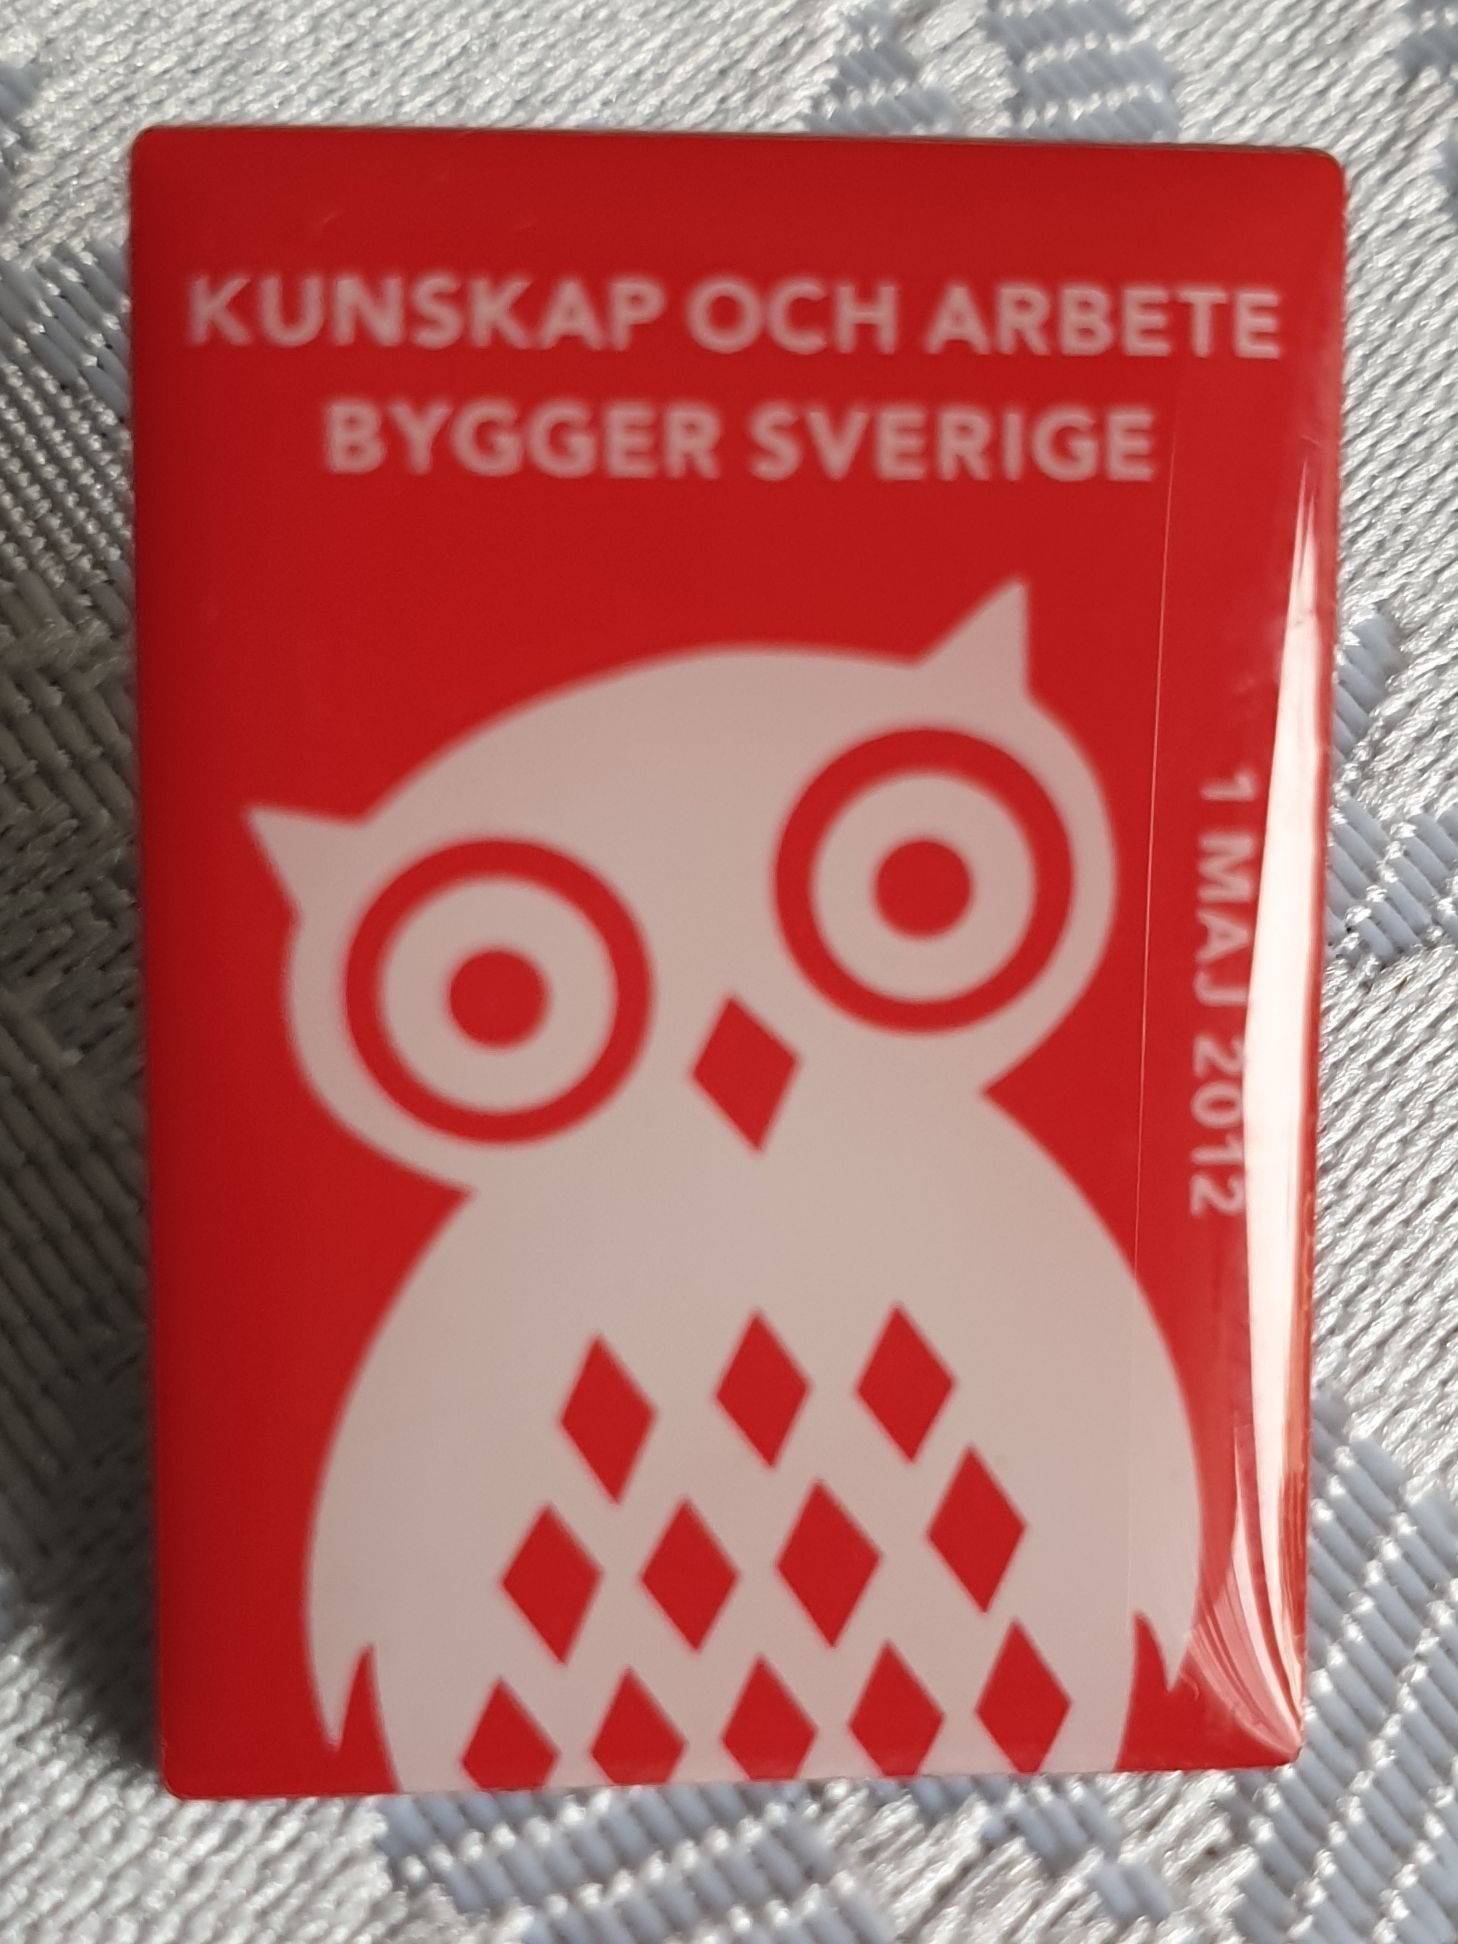 KUNSKAP OCH ARBETE
BYGGER SVERIGE
1 MAJ 2012